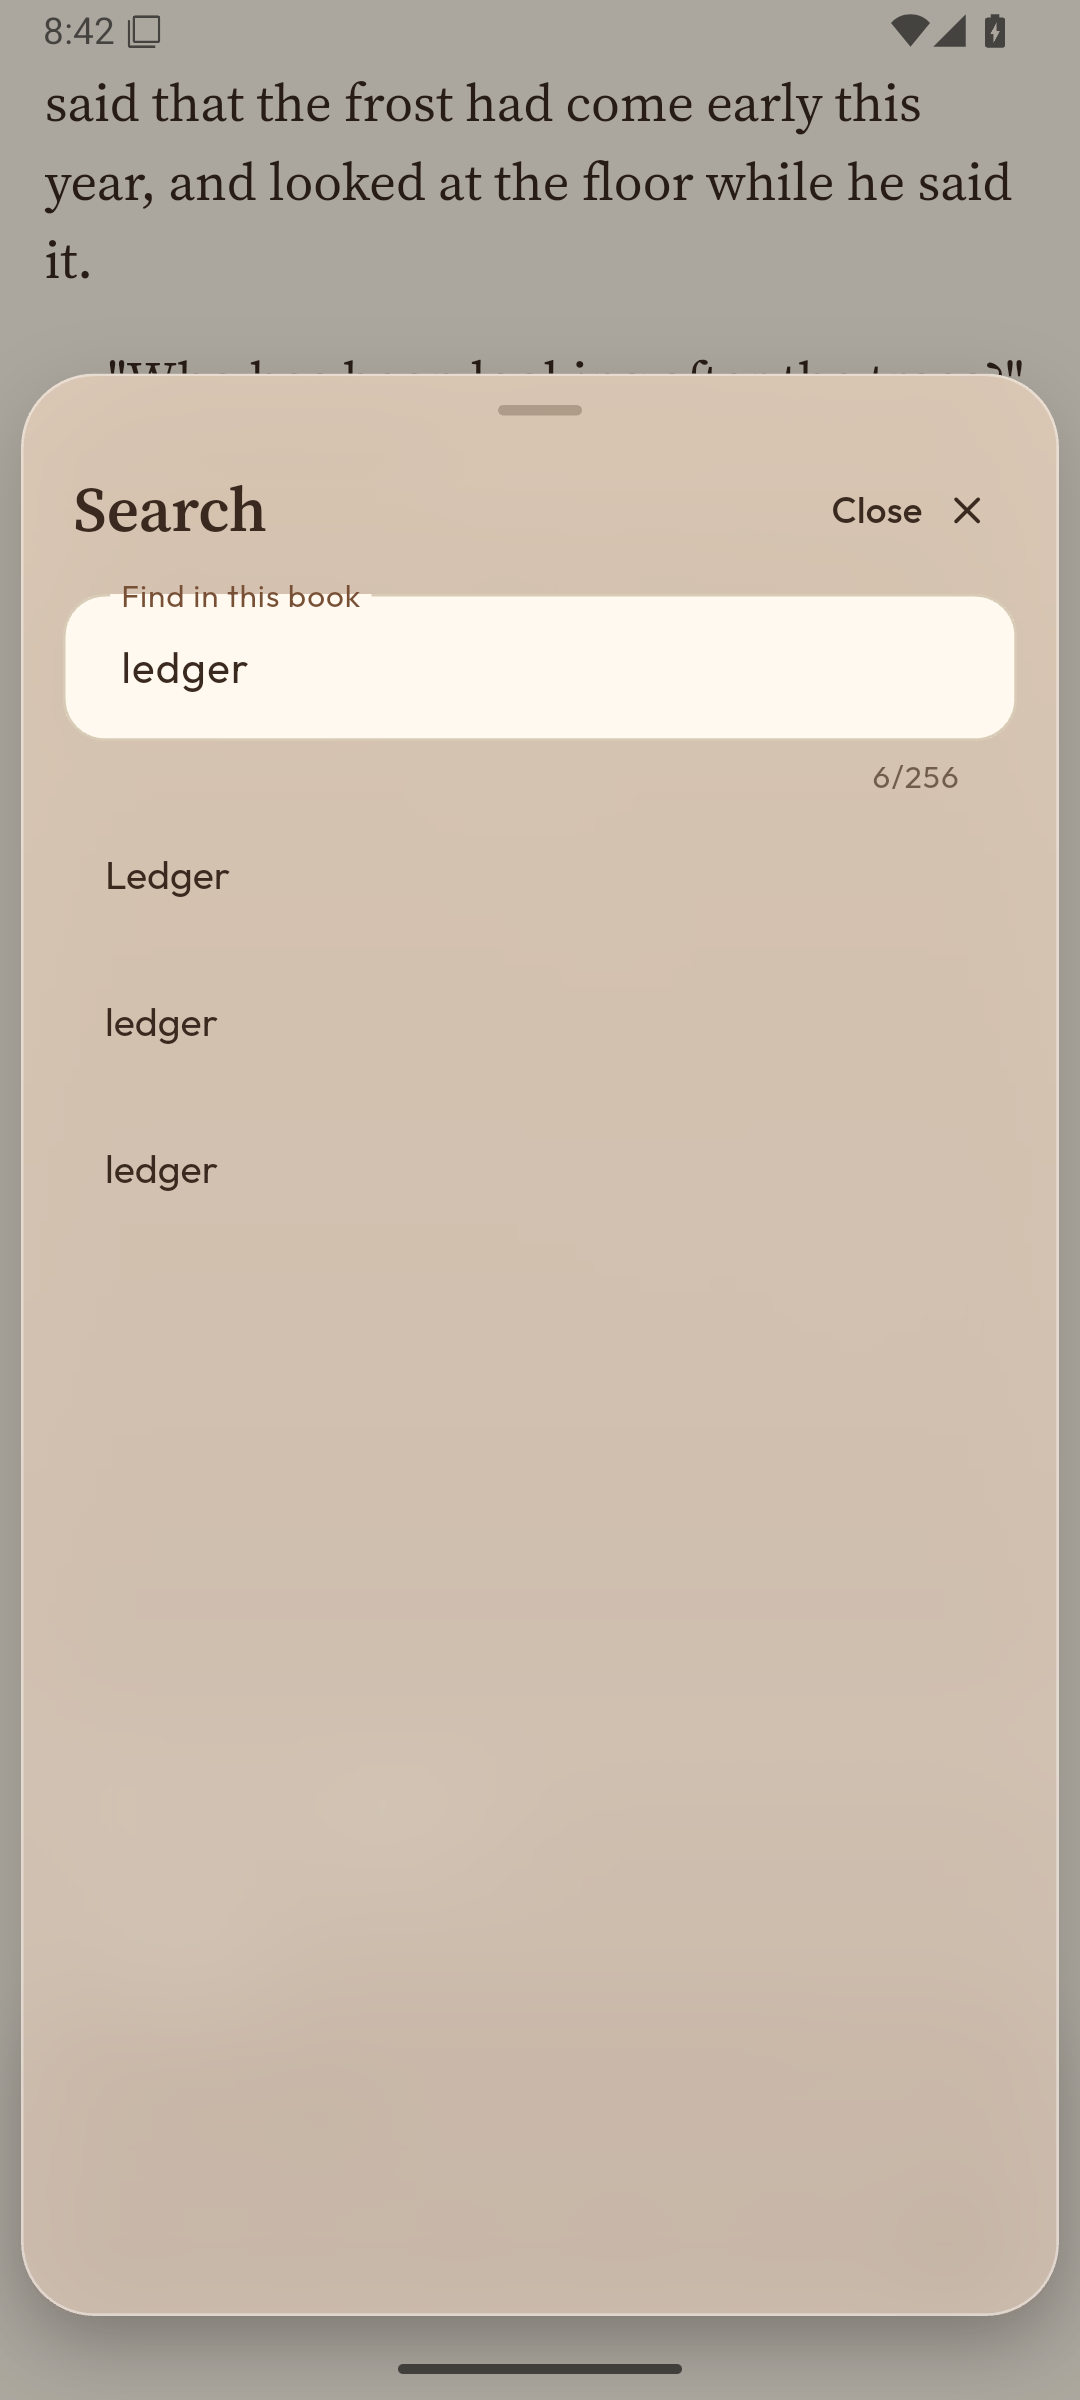 8:42
said that the frost had come early this
year, and looked at the floor while he said
it.
Search
Close
Find in this book
ledger
6/256
Ledger
ledger
ledger